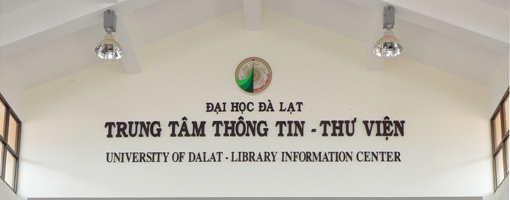 ĐẠI HỌC ĐÀ LẠT
TRUNG TÂM THÔNG TIN - THƯ VIỆN
UNIVERSITY OF DALAT - LIBRARY INFORMATION CENTER